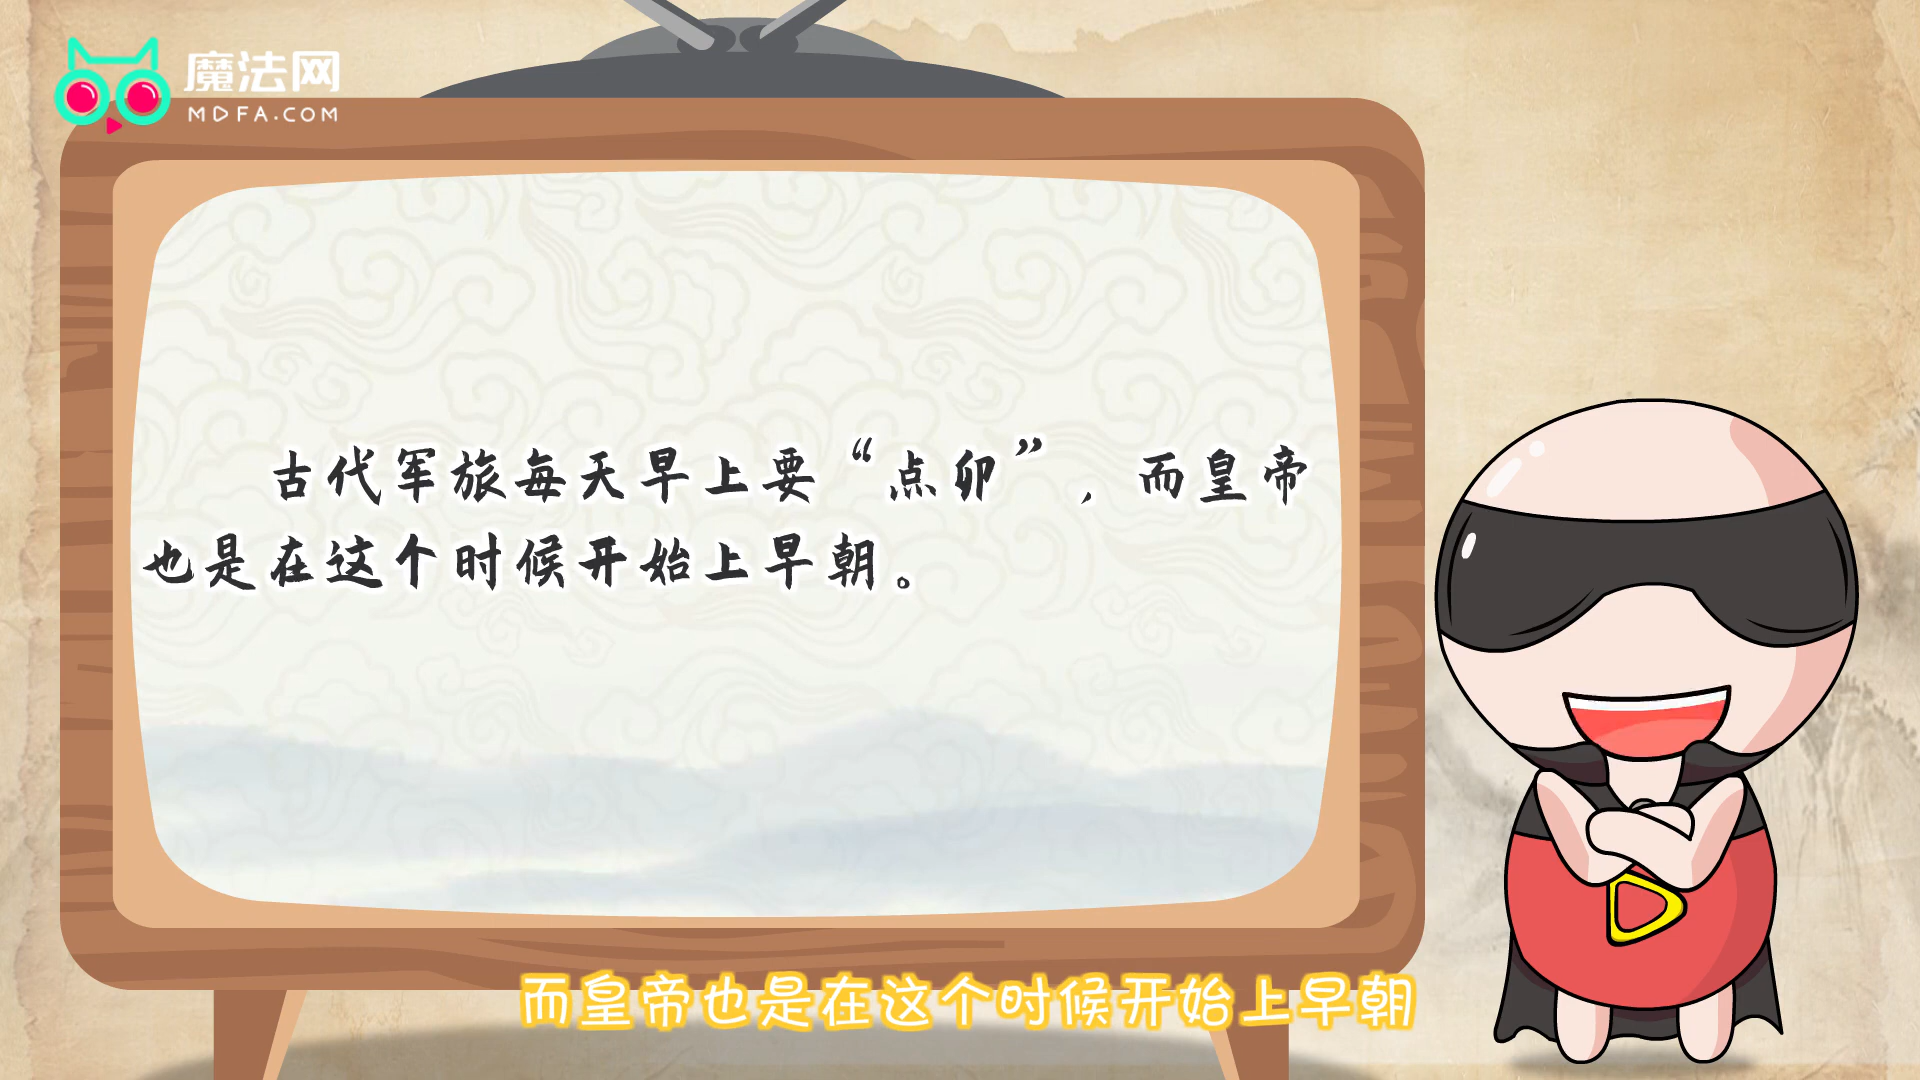 魔法网
MDFA.COM
古代军旅每天早上要“点卯”，而皇帝
也是在这个时候开始上早朝。
而皇帝也是在这个时候开始上早朝